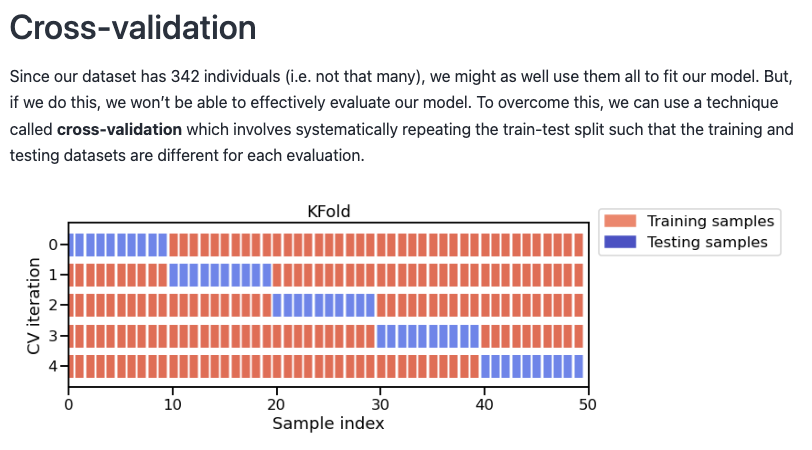 Cross-validation
Since our dataset has 342 individuals (i.e. not that many), we might as well use them all to fit our model. But,
if we do this, we won’t be able to effectively evaluate our model. To overcome this, we can use a technique
called cross-validation which involves systematically repeating the train-test split such that the training and
testing datasets are different for each evaluation.
KFold
Training samples
Testing samples
CV iteration
0
1
2
3
4
0 10 20 30 40 50
Sample index